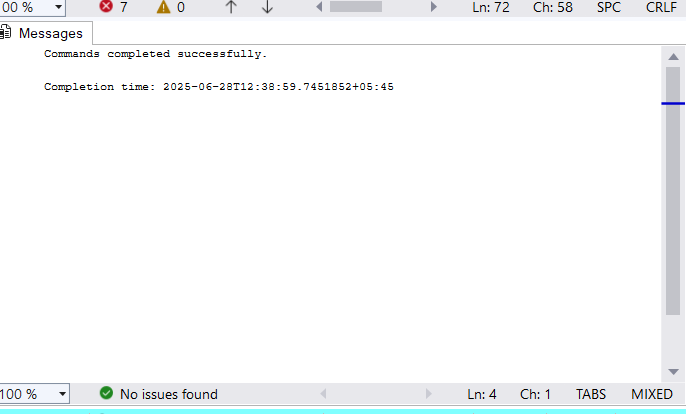 00 % 7 0 Ln: 72 Ch: 58 SPC CRLF
Messages
Commands completed successfully.
Completion time: 2025-06-28T12:38:59.7451852+05:45
100 % No issues found Ln: 4 Ch: 1 TABS MIXED